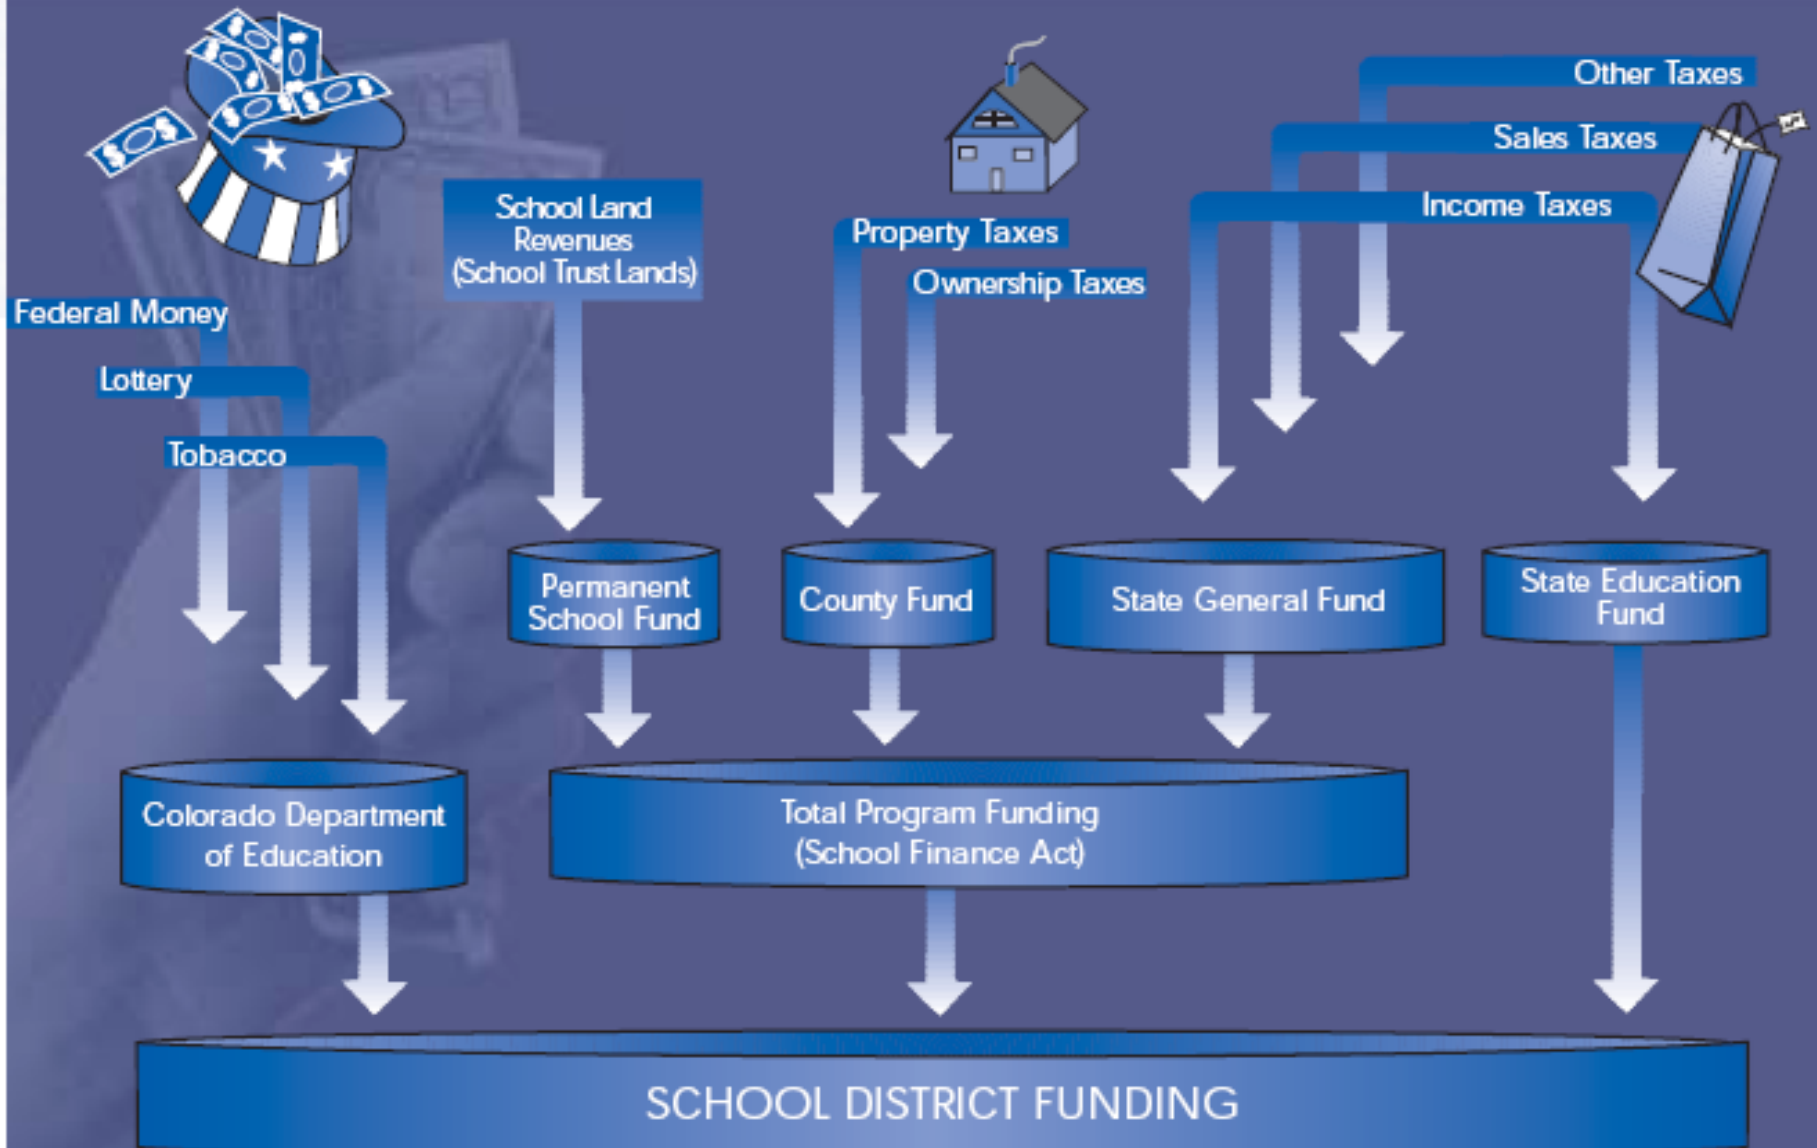 Other Taxes
Sales Taxes
Income Taxes
School Land
Revenues
(School Trust Lands)
Property Taxes
Ownership Taxes
Federal Money
Lottery
Tobacco
Permanent
School Fund
County Fund
State General Fund
State Education
Fund
Colorado Department
of Education
Total Program Funding
(School Finance Act)
SCHOOL DISTRICT FUNDING